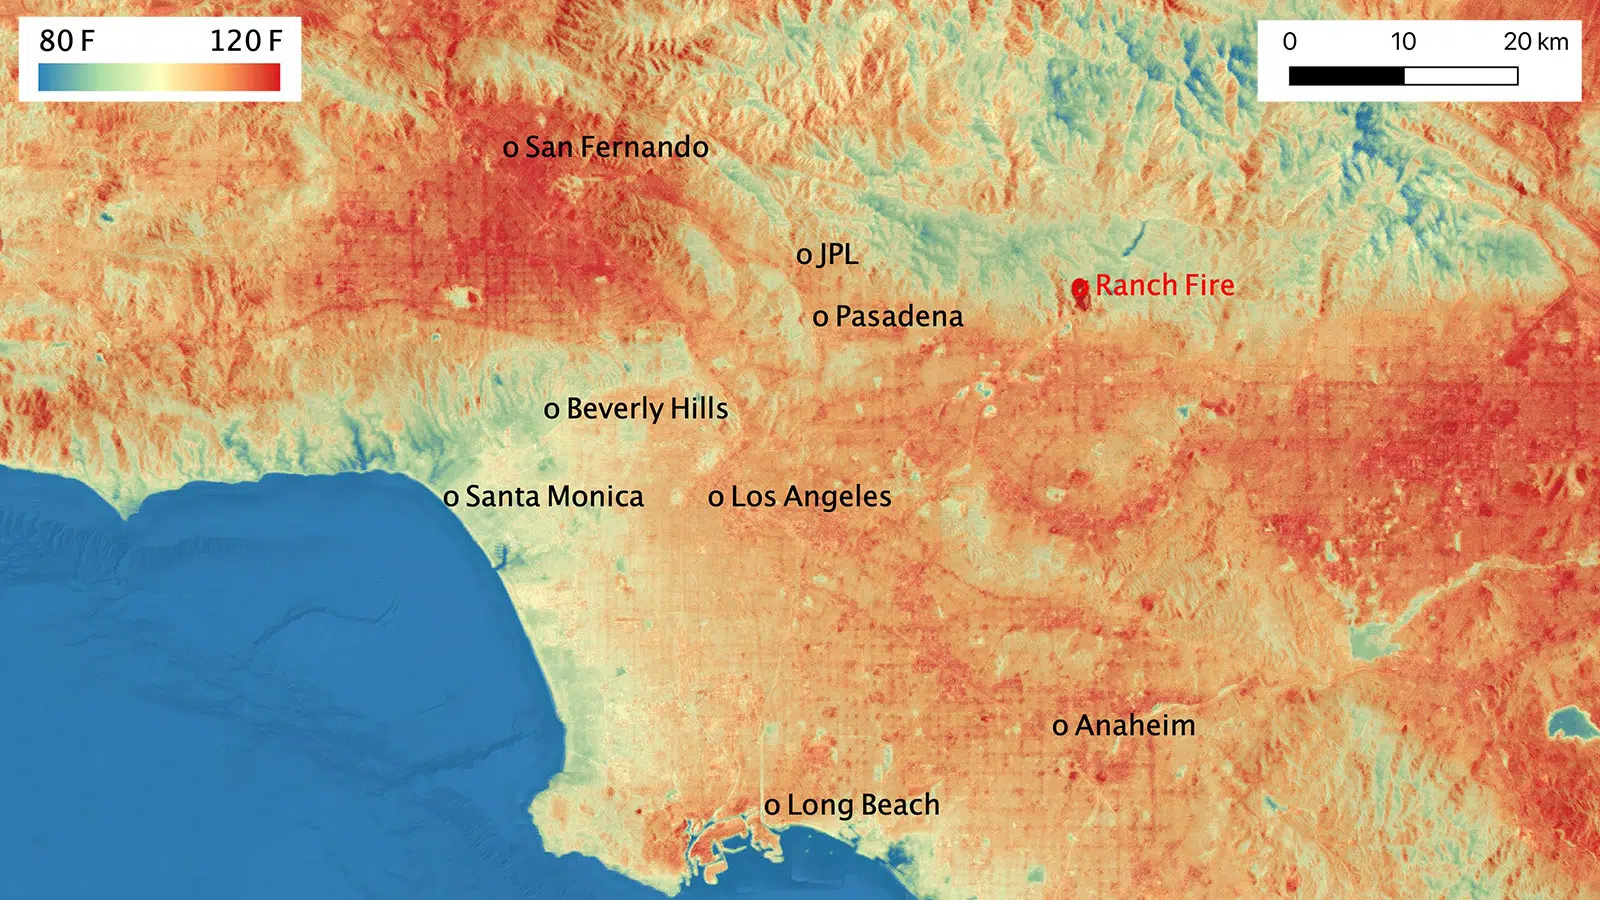 80 F 120 F
0 10 20 km
o San Fernando
o JPL
o Ranch Fire
o Pasadena
o Beverly Hills
o Santa Monica
o Los Angeles
o Anaheim
o Long Beach